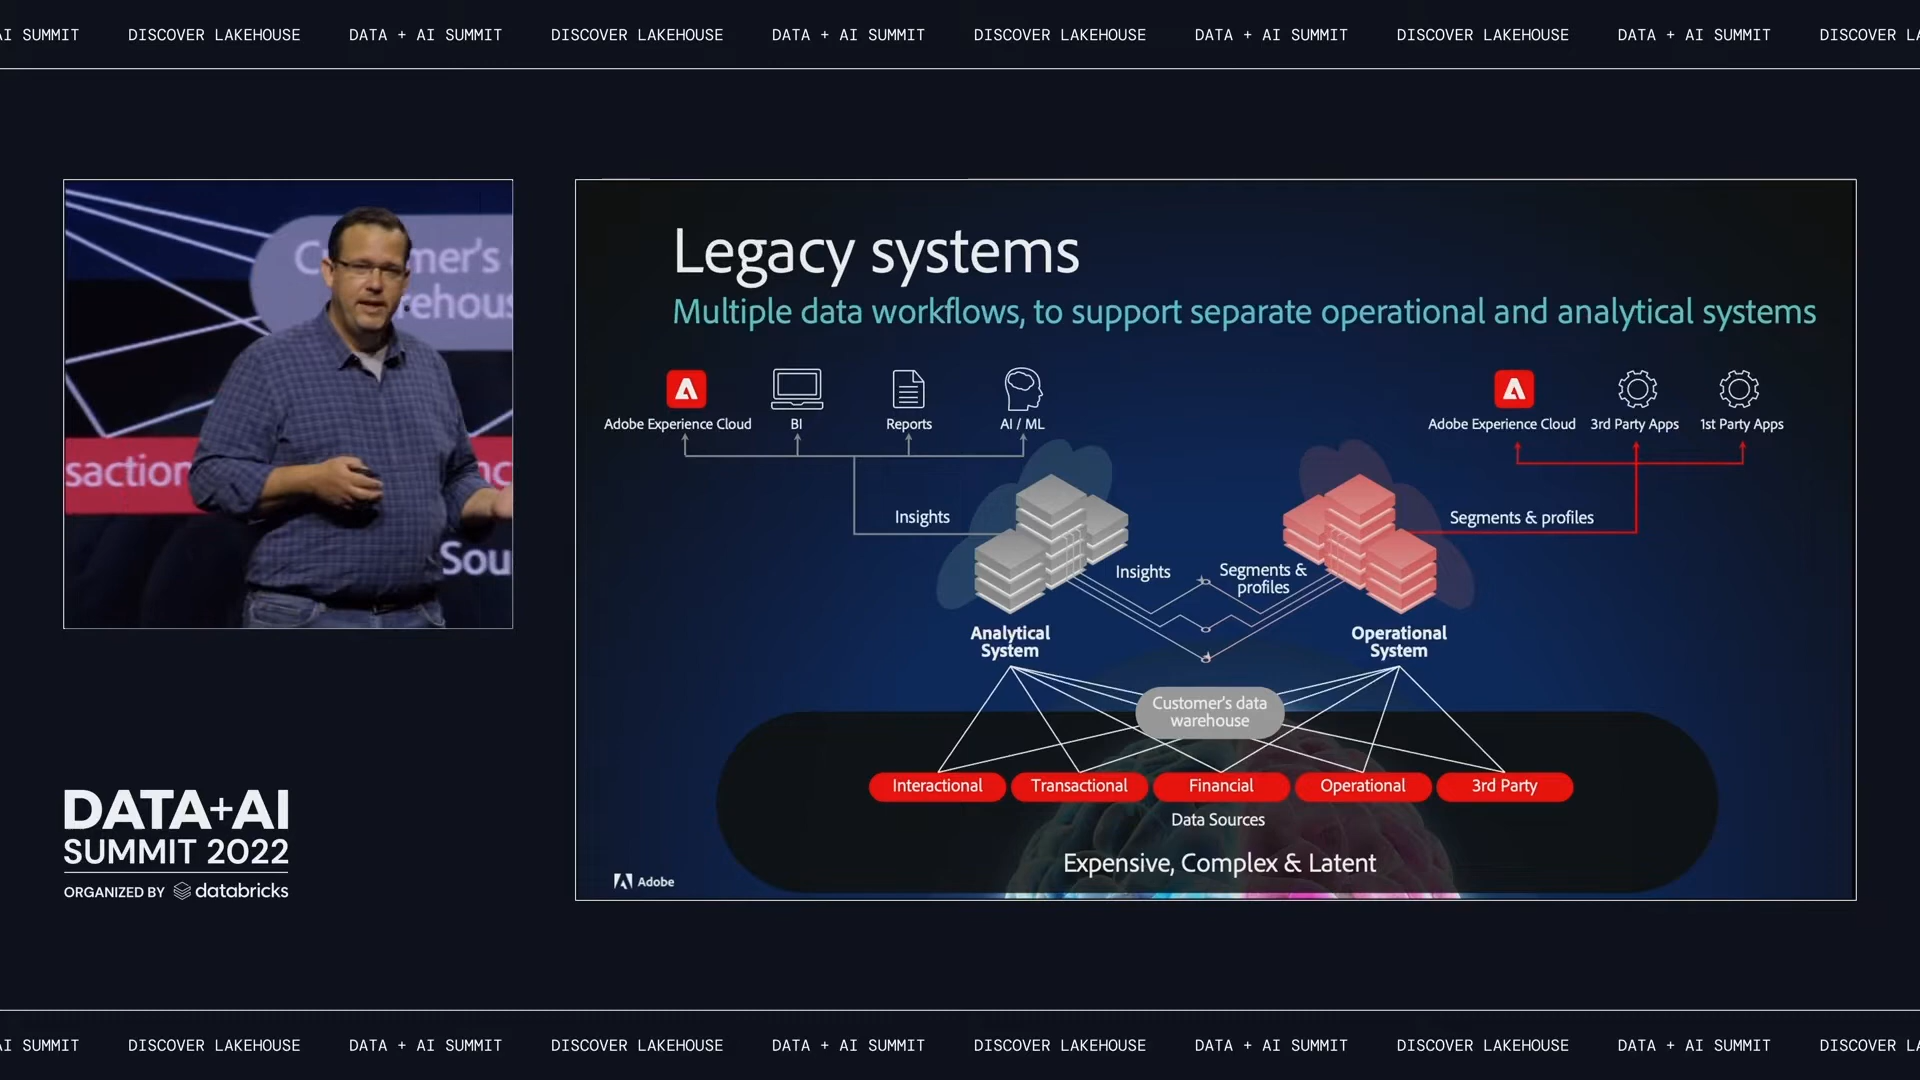 AI SUMMIT DISCOVER LAKEHOUSE DATA + AI SUMMIT DISCOVER LAKEHOUSE DATA + AI SUMMIT DISCOVER LAKEHOUSE DATA + AI SUMMIT DISCOVER LAKEHOUSE DATA + AI SUMMIT DISCOVER LA
Legacy systems
Multiple data workflows, to support separate operational and analytical systems
Adobe Experience Cloud
BI
Reports
AI / ML
Adobe Experience Cloud
3rd Party Apps
1st Party Apps
Insights
Segments & profiles
Insights
Segments &
profiles
Analytical
System
Operational
System
Customer's data
warehouse
Interactional
Transactional
Financial
Operational
3rd Party
Data Sources
Expensive, Complex & Latent
Adobe
C mer's
rehous
saction
nc
Sou
DATA+AI
SUMMIT 2022
ORGANIZED BY databricks
AI SUMMIT DISCOVER LAKEHOUSE DATA + AI SUMMIT DISCOVER LAKEHOUSE DATA + AI SUMMIT DISCOVER LAKEHOUSE DATA + AI SUMMIT DISCOVER LAKEHOUSE DATA + AI SUMMIT DISCOVER LA